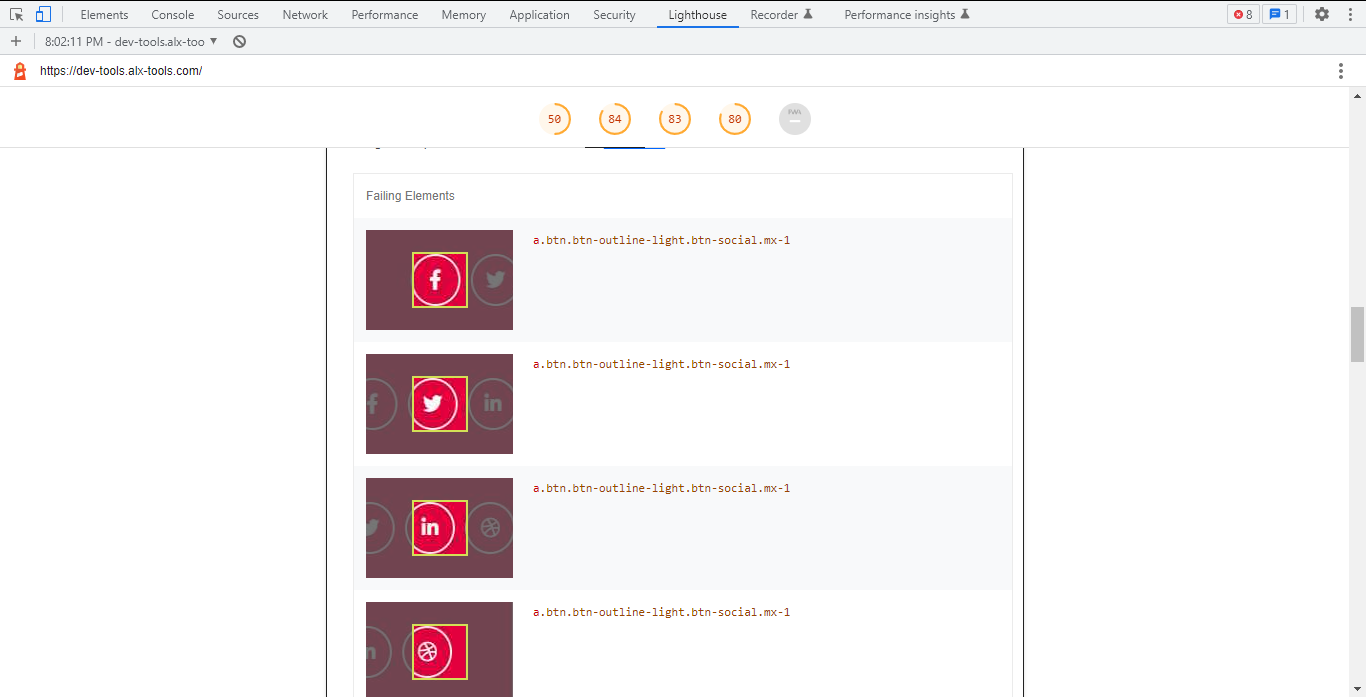 Elements Console Sources Network Performance Memory Application Security Lighthouse Recorder Performance insights 8 1
8:02:11 PM - dev-tools.alx-too
https://dev-tools.alx-tools.com/
50 84 83 80
Failing Elements
f
a.btn.btn-outline-light.btn-social.mx-1
f in
a.btn.btn-outline-light.btn-social.mx-1
in
a.btn.btn-outline-light.btn-social.mx-1
a.btn.btn-outline-light.btn-social.mx-1